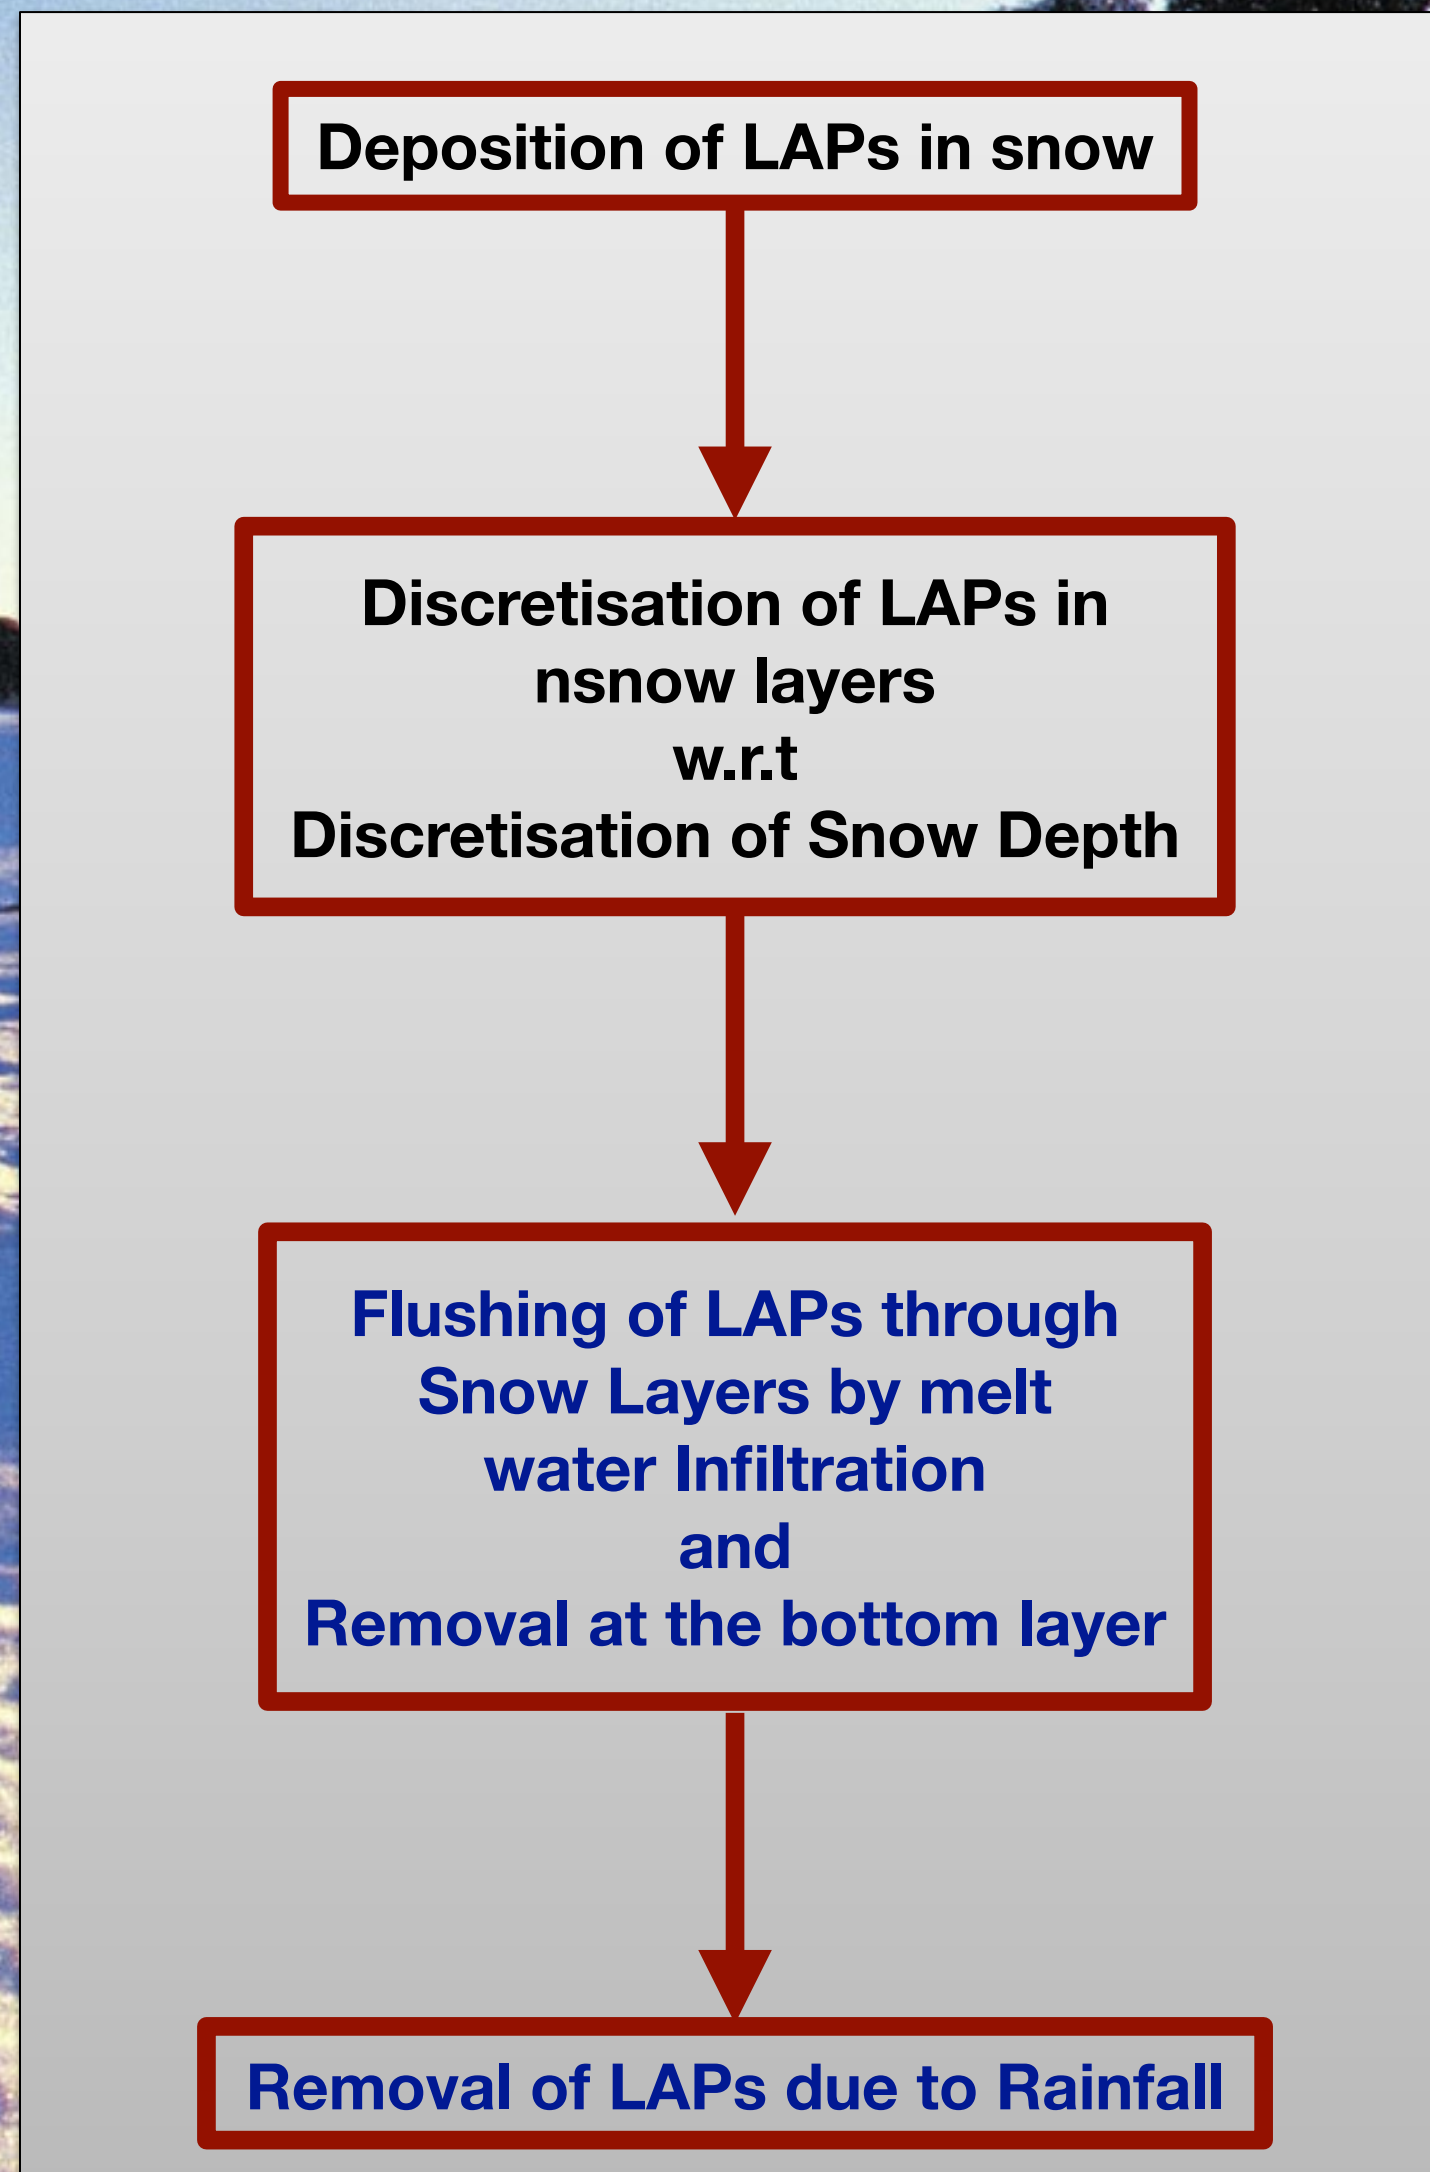 Deposition of LAPs in snow
Discretisation of LAPs in
nsnow layers
w.r.t
Discretisation of Snow Depth
Flushing of LAPs through
Snow Layers by melt
water Infiltration
and
Removal at the bottom layer
Removal of LAPs due to Rainfall